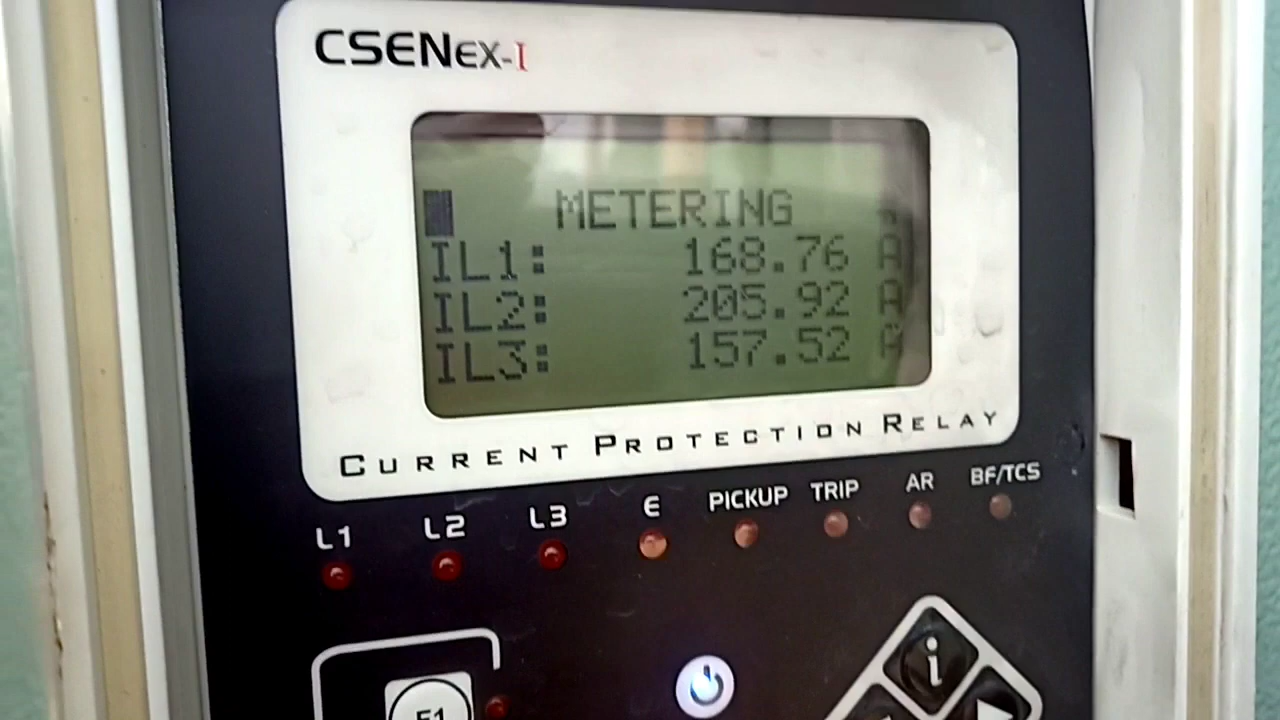 CSENEX-I
METERING
IL1: 168.76 A
IL2: 205.92 A
IL3: 157.52 A
CURRENT PROTECTION RELAY
L1 L2 L3 E PICKUP TRIP AR BF/TCS
i
F1